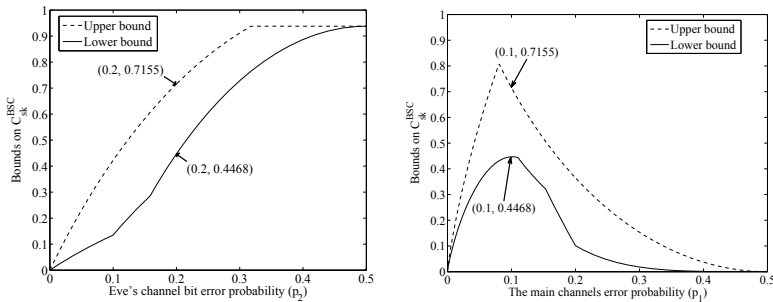 Upper bound
Lower bound
(0.2, 0.7155)
(0.2, 0.4468)
Bounds on C_sk^BSC
1
0.9
0.8
0.7
0.6
0.5
0.4
0.3
0.2
0.1
0
0 0.1 0.2 0.3 0.4 0.5
Eve's channel bit error probability (p_2)
Upper bound
Lower bound
(0.1, 0.7155)
(0.1, 0.4468)
Bounds on C_sk^BSC
1
0.9
0.8
0.7
0.6
0.5
0.4
0.3
0.2
0.1
0
0 0.1 0.2 0.3 0.4 0.5
The main channels error probability (p_1)